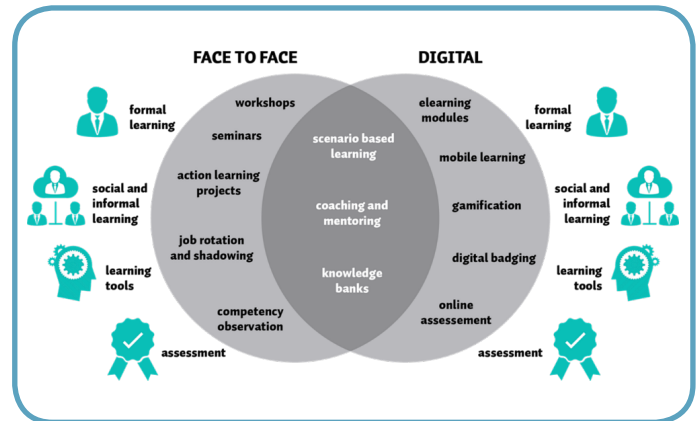 FACE TO FACE
DIGITAL
formal
learning
social and
informal
learning
learning
tools
assessment
workshops
seminars
action learning
projects
job rotation
and shadowing
competency
observation
scenario based
learning
coaching and
mentoring
knowledge
banks
elearning
modules
mobile learning
gamification
digital badging
online
assessement
formal
learning
social and
informal
learning
learning
tools
assessment